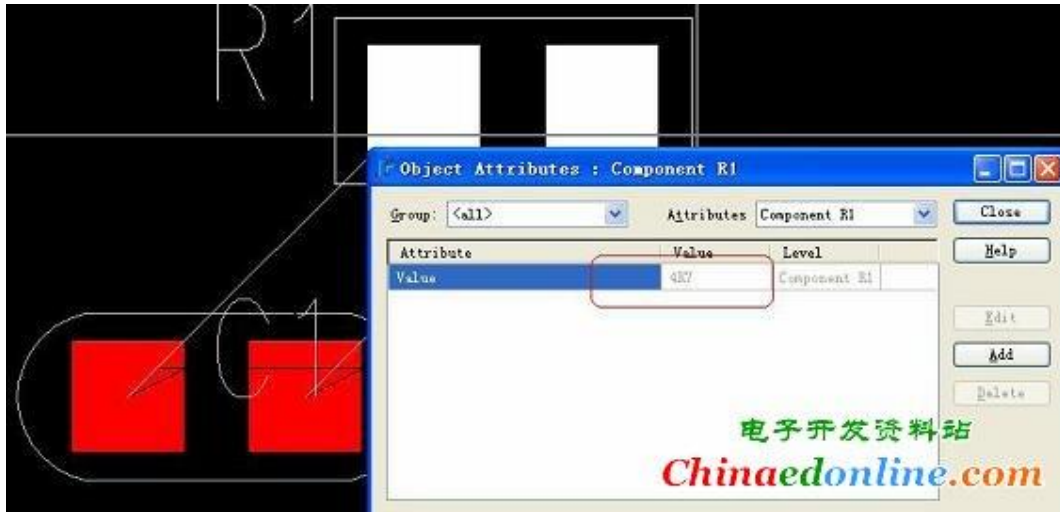 R1
Object Attributes : Component R1
Group: <all>
Attributes Component R1
Close
Attribute Value Level
Help
Value 4K7 Component R1
C1
Edit
Add
Delete
电子开发资料站
Chinaedonline.com